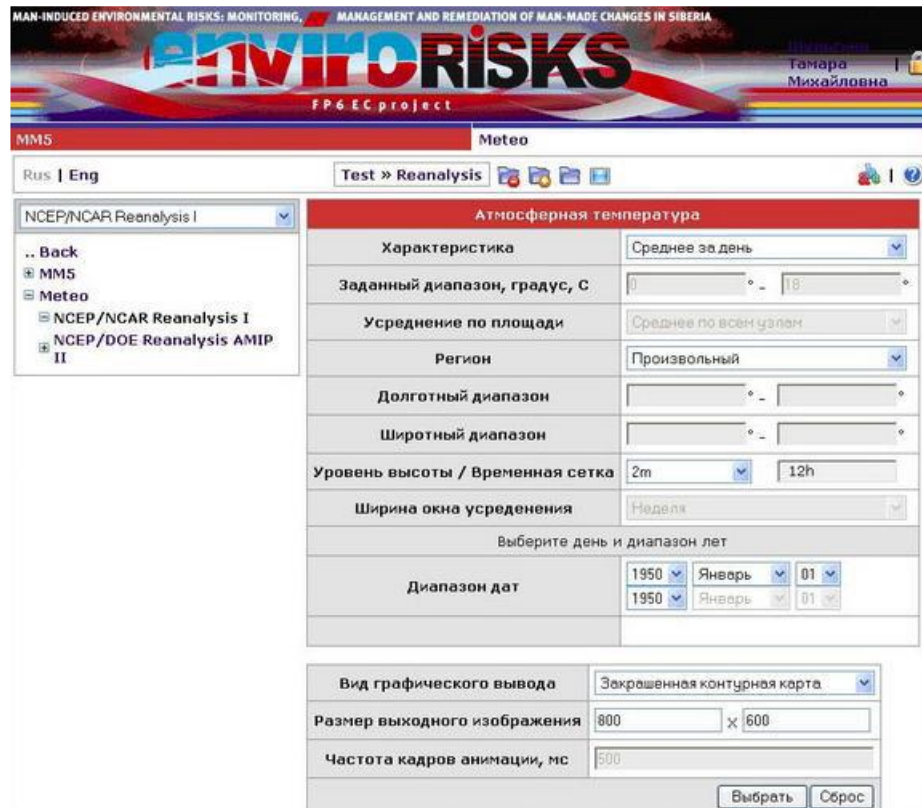 MAN-INDUCED ENVIRONMENTAL RISKS: MONITORING, MANAGEMENT AND REMEDIATION OF MAN-MADE CHANGES IN SIBERIA
enviroRISKS
FP6 EC project
Тамара
Михайловна
MM5 Meteo
Rus | Eng Test » Reanalysis
NCEP/NCAR Reanalysis I
.. Back
MM5
Meteo
NCEP/NCAR Reanalysis I
NCEP/DOE Reanalysis AMIP
II
Атмосферная температура
Характеристика Среднее за день
Заданный диапазон, градус, С 0 ° - 18 °
Усреднение по площади Среднее по всем узлам
Регион Произвольный
Долготный диапазон ° - °
Широтный диапазон ° - °
Уровень высоты / Временная сетка 2m 12h
Ширина окна усреденения Неделя
Выберите день и диапазон лет
Диапазон дат
1950 Январь 01
1950 Январь 01
Вид графического вывода Закрашенная контурная карта
Размер выходного изображения 800 x 600
Частота кадров анимации, мс 500
Выбрать Сброс